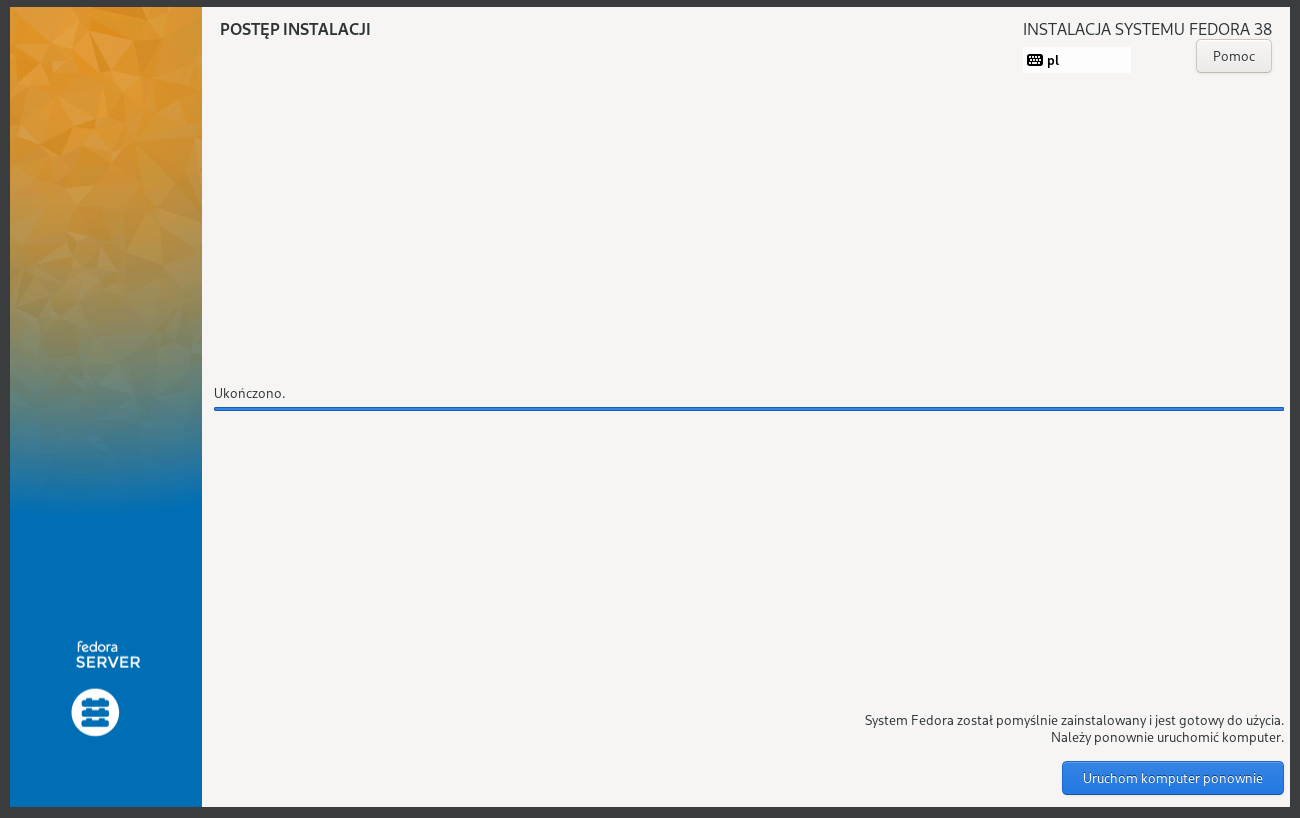 POSTĘP INSTALACJI
INSTALACJA SYSTEMU FEDORA 38
pl
Pomoc
Ukończono.
fedora
SERVER
System Fedora został pomyślnie zainstalowany i jest gotowy do użycia.
Należy ponownie uruchomić komputer.
Uruchom komputer ponownie